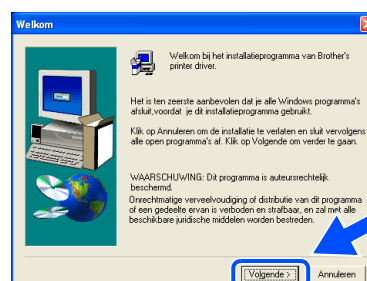 Welkom
Welkom bij het installatieprogramma van Brother's
printer driver.
Het is ten zeerste aanbevolen dat je alle Windows programma's
afsluit,voordat je dit installatieprogramma gebruikt.
Klik op Annuleren om de installatie te verlaten en sluit vervolgens
alle open programma's af. Klik op Volgende om verder te gaan.
WAARSCHUWING: Dit programma is auteursrechtelijk
beschermd.
Onrechtmatige verveelvoudiging of distributie van dit programma
of een gedeelte ervan is verboden en strafbaar, en zal met alle
beschikbare juridische middelen worden bestreden.
Volgende > Annuleren